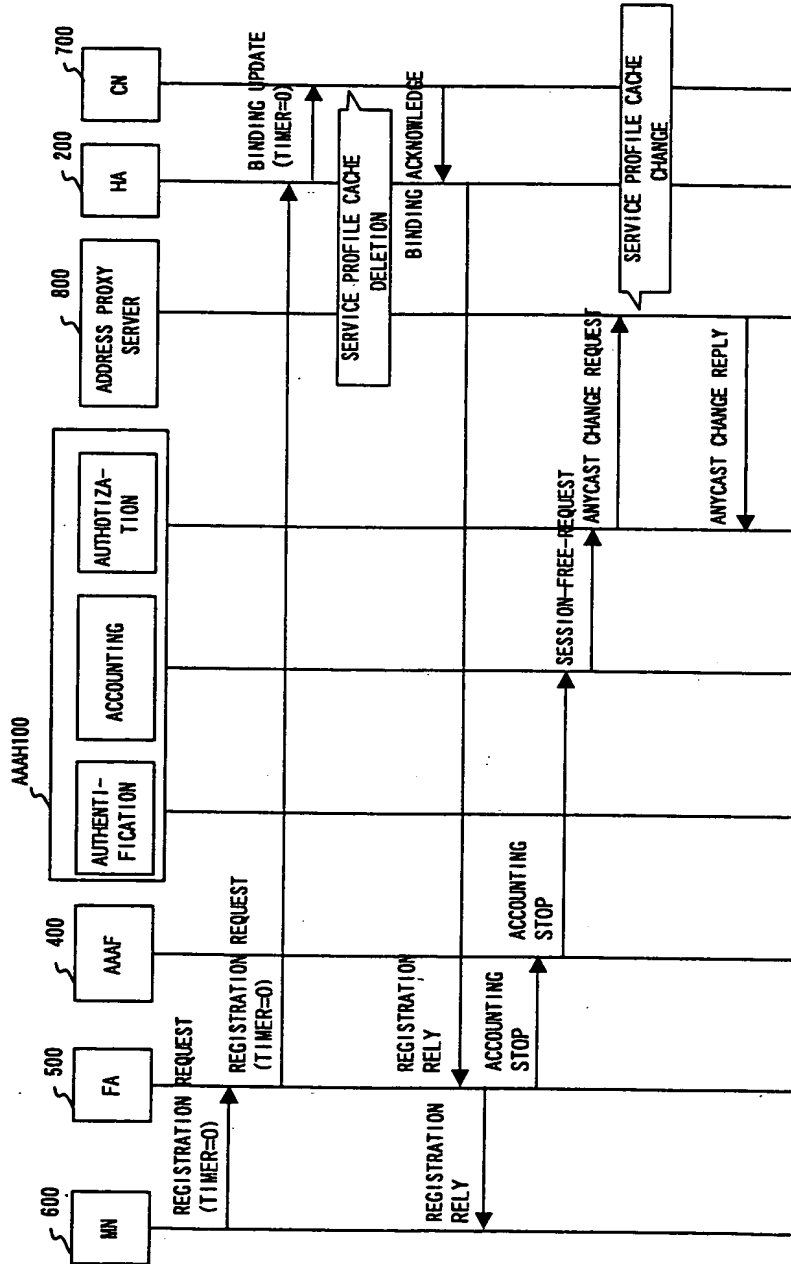 MN
600
FA
500
AAAF
400
AAAH100
AUTHENTI-
FICATION
ACCOUNTING
AUTHOTIZA-
TION
ADDRESS PROXY
SERVER
800
HA
200
CN
700
REGISTRATION REQUEST
(TIMER=0)
REGISTRATION REQUEST
(TIMER=0)
BINDING UPDATE
(TIMER=0)
SERVICE PROFILE CACHE
DELETION
BINDING ACKNOWLEDGE
REGISTRATION
RELY
REGISTRATION
RELY
ACCOUNTING
STOP
ACCOUNTING
STOP
SESSION-FREE-REQUEST
ANYCAST CHANGE REQUEST
SERVICE PROFILE CACHE
CHANGE
ANYCAST CHANGE REPLY